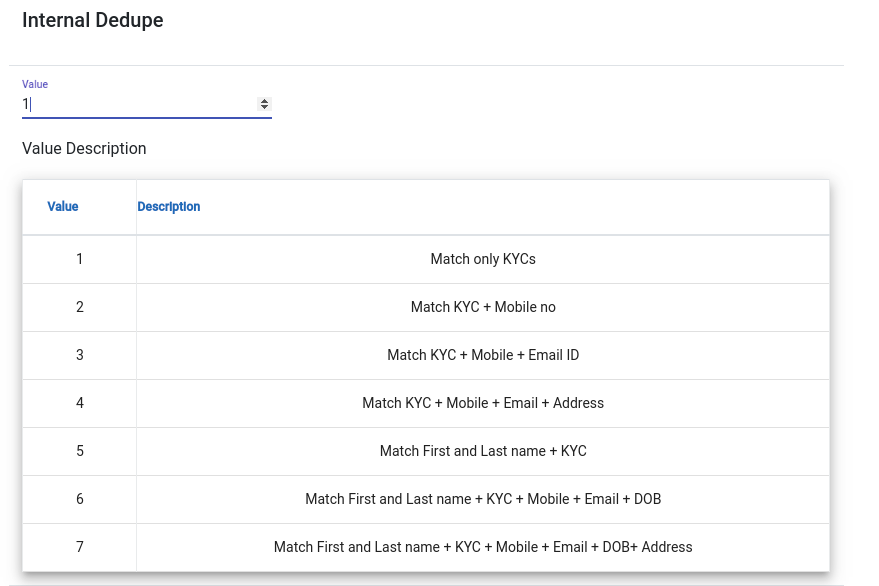 Internal Dedupe
Value
1
Value Description
Value Description
1 Match only KYCs
2 Match KYC + Mobile no
3 Match KYC + Mobile + Email ID
4 Match KYC + Mobile + Email + Address
5 Match First and Last name + KYC
6 Match First and Last name + KYC + Mobile + Email + DOB
7 Match First and Last name + KYC + Mobile + Email + DOB+ Address